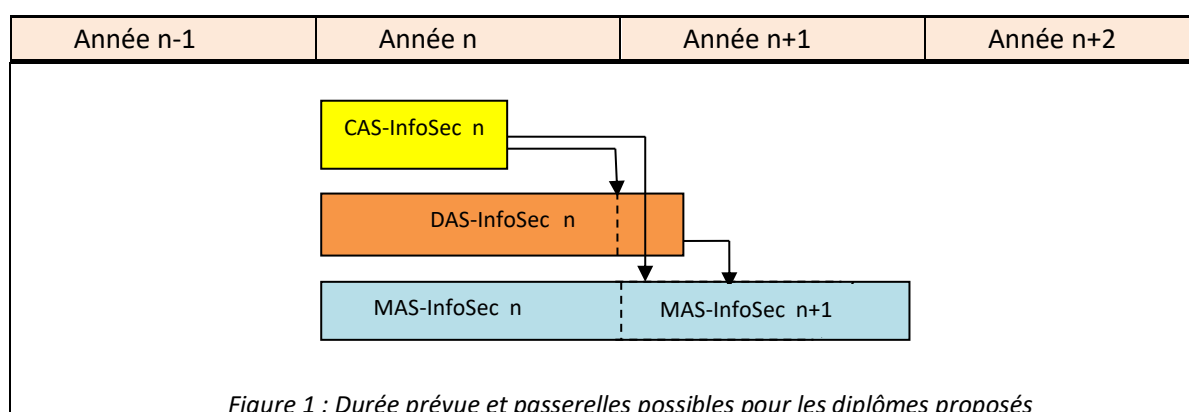 Année n-1 Année n Année n+1 Année n+2
CAS-InfoSec n
DAS-InfoSec n
MAS-InfoSec n MAS-InfoSec n+1
Figure 1 : Durée prévue et passerelles possibles pour les diplômes proposés